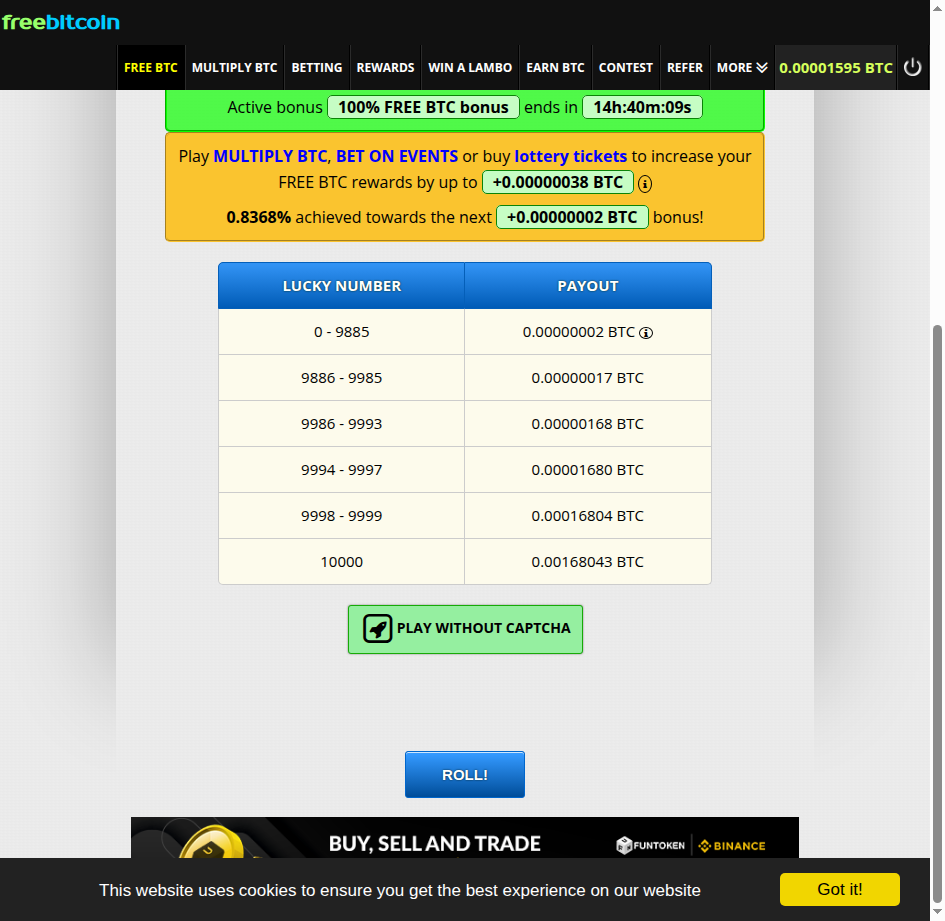 freebitcoin
FREE BTC MULTIPLY BTC BETTING REWARDS WIN A LAMBO EARN BTC CONTEST REFER MORE 0.00001595 BTC
Active bonus 100% FREE BTC bonus ends in 14h:40m:09s
Play MULTIPLY BTC, BET ON EVENTS or buy lottery tickets to increase your
FREE BTC rewards by up to +0.00000038 BTC
0.8368% achieved towards the next +0.00000002 BTC bonus!
LUCKY NUMBER PAYOUT
0 - 9885 0.00000002 BTC
9886 - 9985 0.00000017 BTC
9986 - 9993 0.00000168 BTC
9994 - 9997 0.00001680 BTC
9998 - 9999 0.00016804 BTC
10000 0.00168043 BTC
PLAY WITHOUT CAPTCHA
ROLL!
BUY, SELL AND TRADE FUNTOKEN BINANCE
This website uses cookies to ensure you get the best experience on our website Got it!